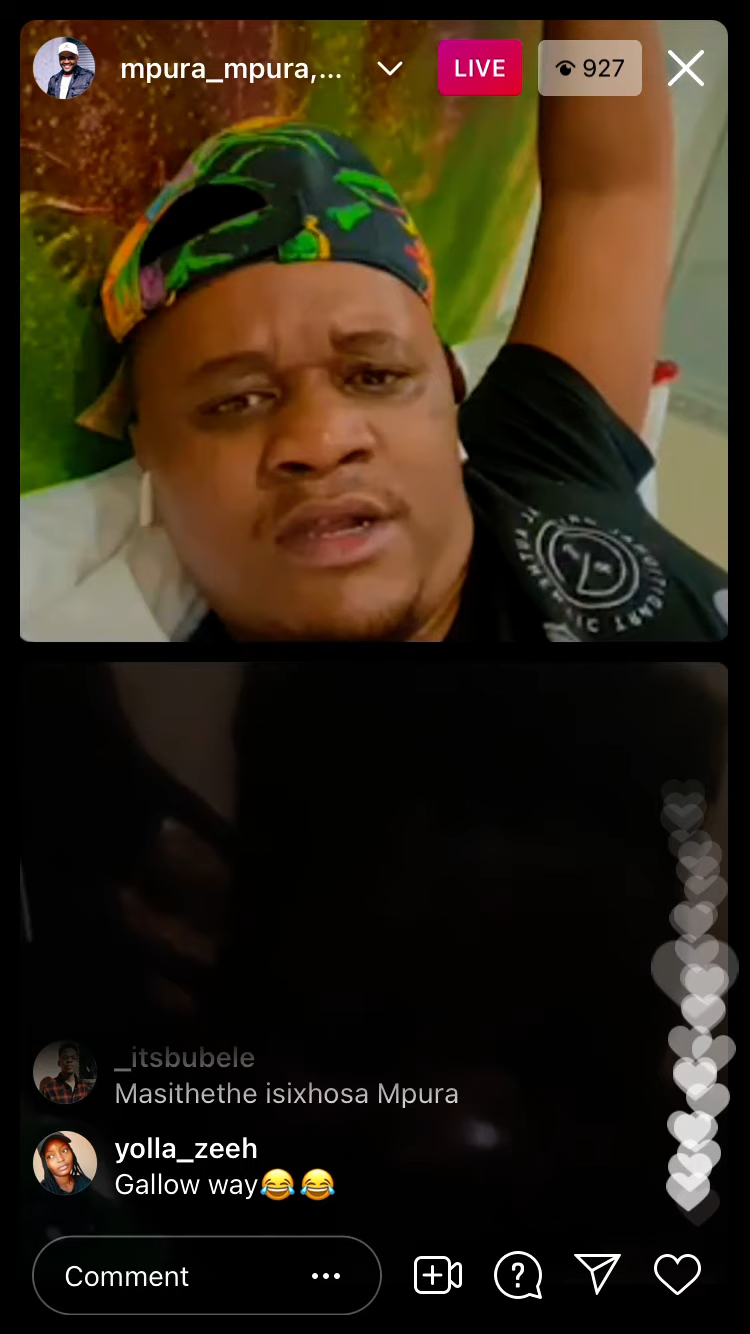 mpura_mpura,...
LIVE
927
_itsbubele
Masithethe isixhosa Mpura
yolla_zeeh
Gallow way😂😂
Comment